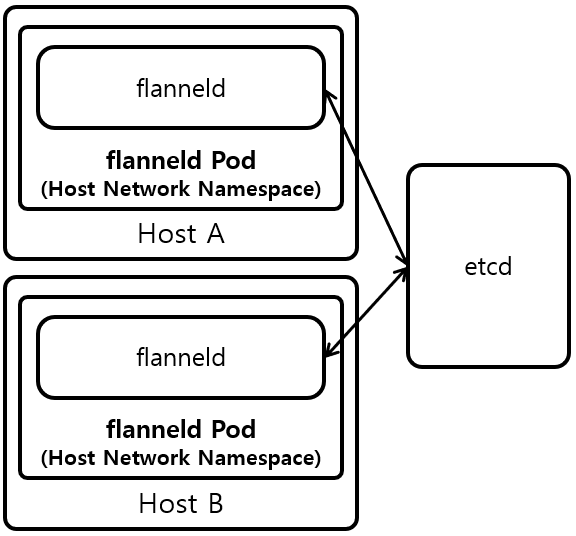 flanneld
flanneld Pod
(Host Network Namespace)
Host A
etcd
flanneld
flanneld Pod
(Host Network Namespace)
Host B